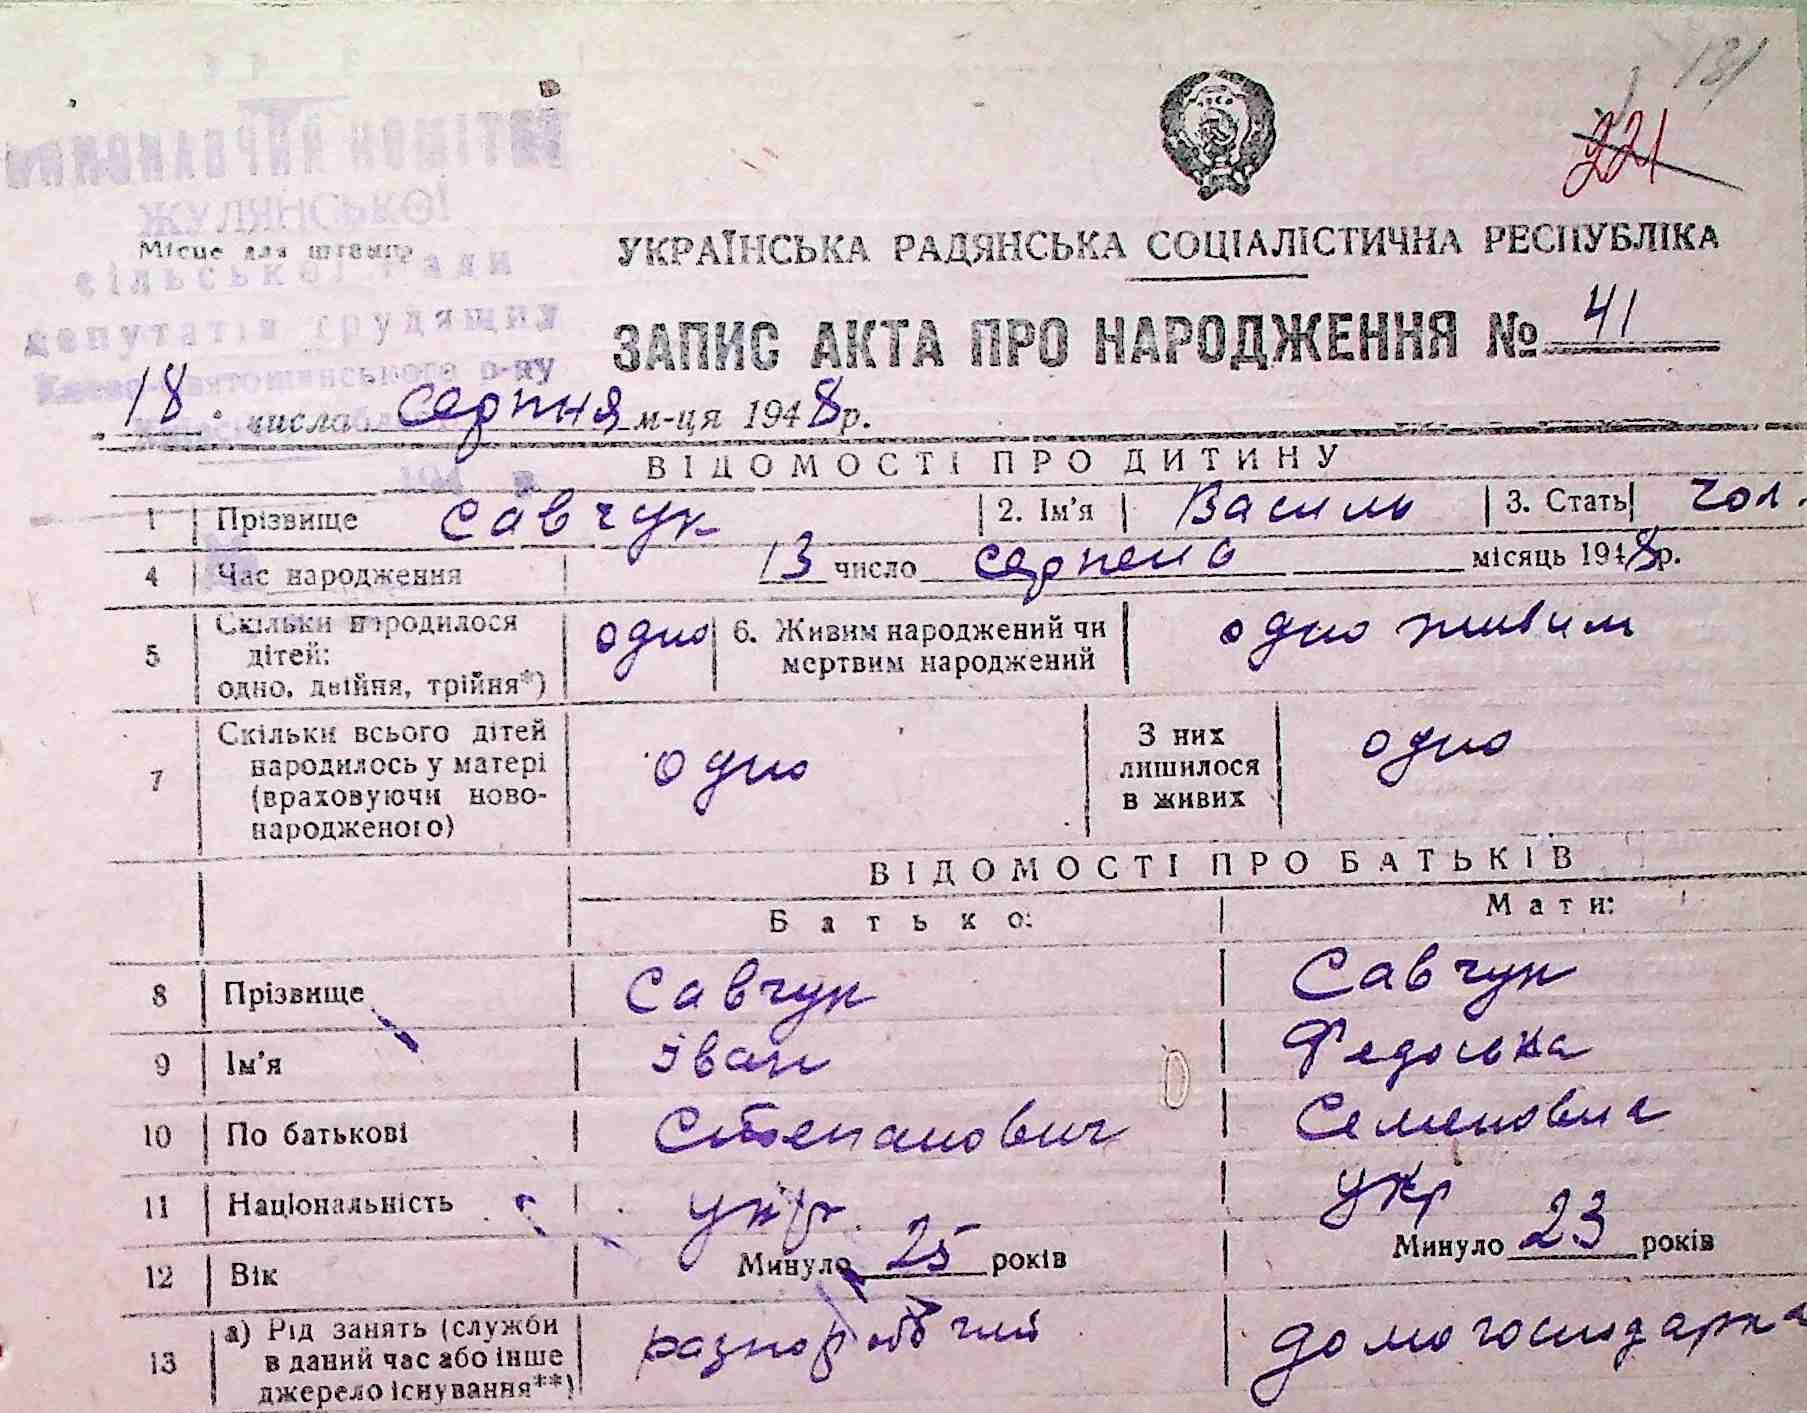 131
221
ВИКОНАВЧИЙ КОМІТЕТ
ЖУЛЯНСЬКОЇ
Місце для штампу
сільської ради
депутатів трудящих
Києво-Святошинського р-ну
УКРАЇНСЬКА РАДЯНСЬКА СОЦІАЛІСТИЧНА РЕСПУБЛІКА
ЗАПИС АКТА ПРО НАРОДЖЕННЯ № 41
18 числа серпня м-ця 1948 р.
ВІДОМОСТІ ПРО ДИТИНУ
1 Прізвище Савчук 2. Ім'я Василь 3. Стать чол.
4 Час народження 13 число серпень місяць 1948 р.
5 Скільки народилося дітей: одно, двійня, трійня*) одно 6. Живим народжений чи мертвим народжений одно живим
7 Скільки всього дітей народилось у матері (враховуючи ново-народженого) одно З них лишилося в живих одно
ВІДОМОСТІ ПРО БАТЬКІВ
Батько: Мати:
8 Прізвище Савчук Савчук
9 Ім'я Іван Федоська
10 По батькові Степанович Семеновна
11 Національність укр. укр
12 Вік Минуло 25 років Минуло 23 років
13 а) Рід занять (служби в даний час або інше джерело існування**) разнорабочий домогосподарка